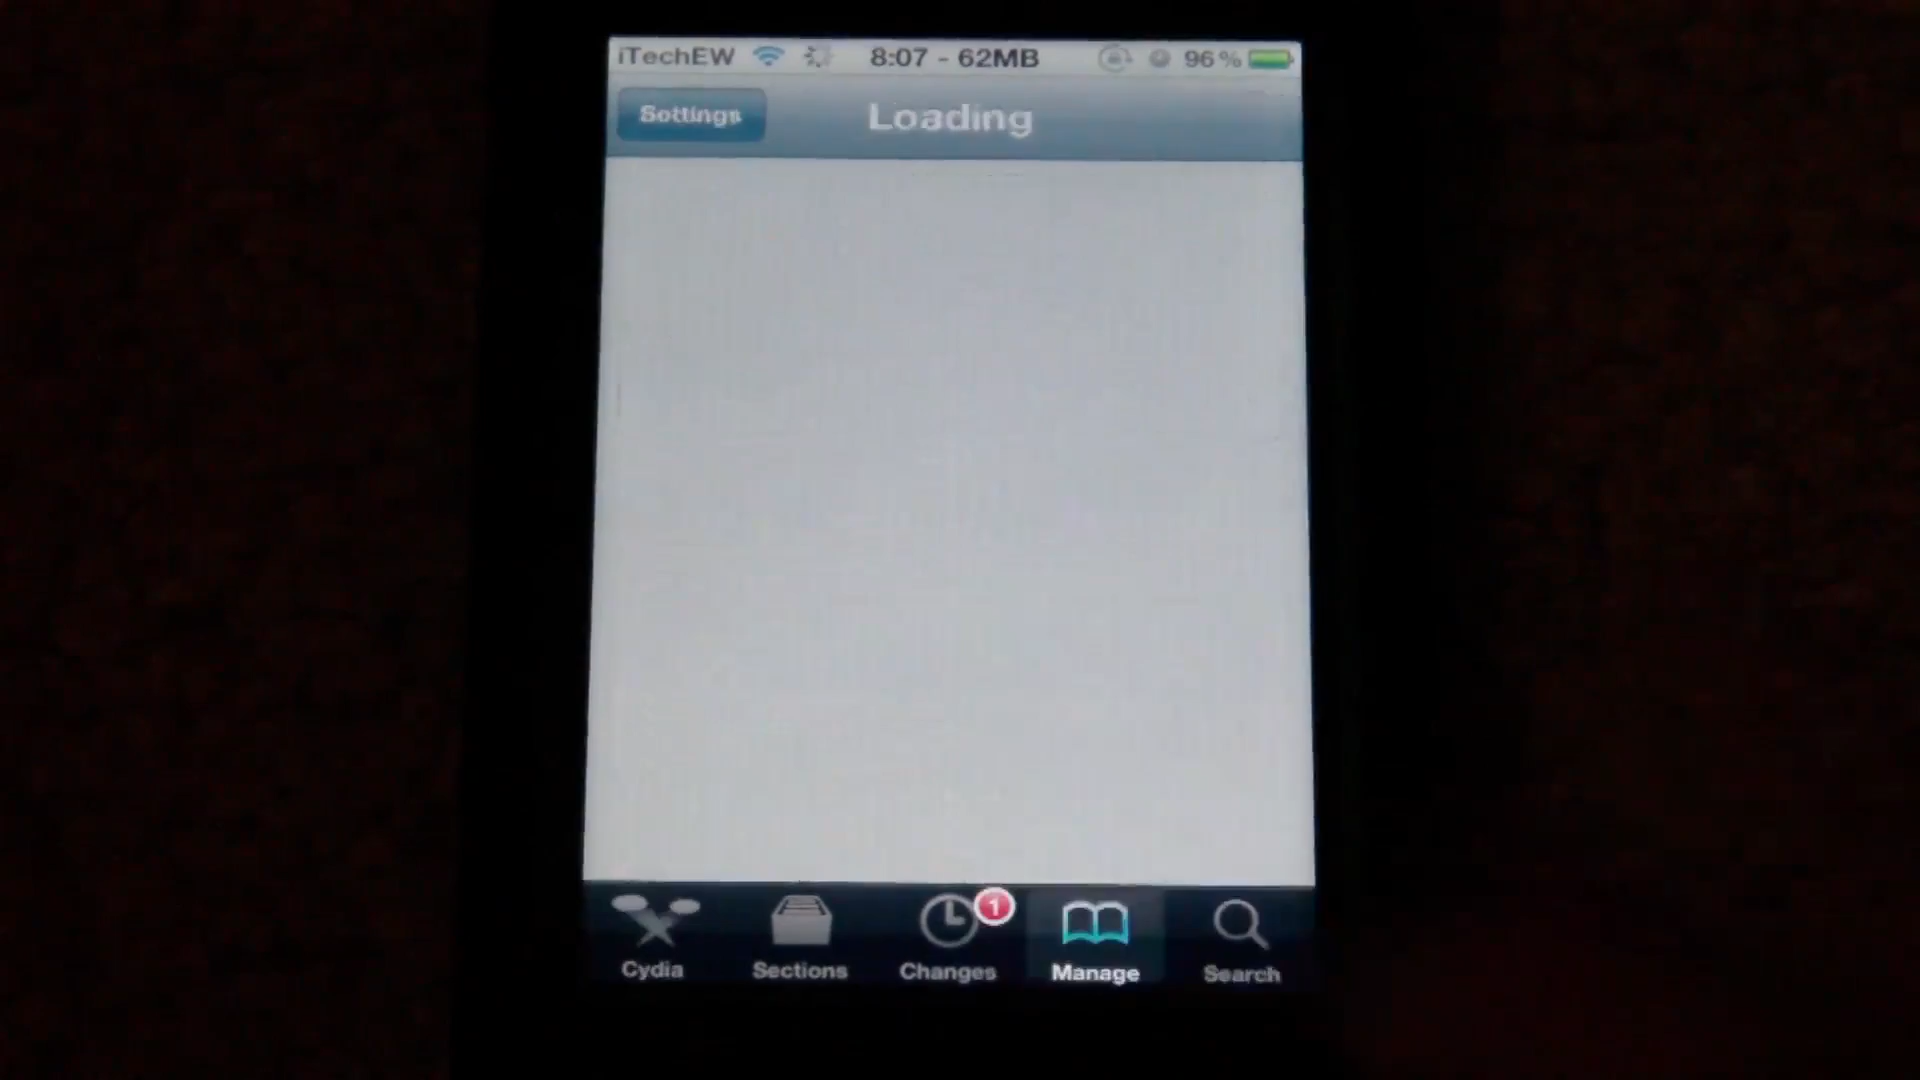 iTechEW 8:07 - 62MB 96%
Settings Loading
1
Cydia Sections Changes Manage Search